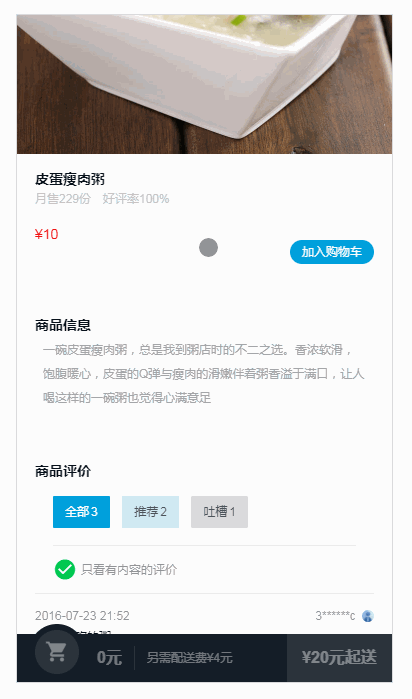 皮蛋瘦肉粥
月售229份 好评率100%
¥10
加入购物车
商品信息
一碗皮蛋瘦肉粥，总是我到粥店时的不二之选。香浓软滑，
饱腹暖心，皮蛋的Q弹与瘦肉的滑嫩伴着粥香溢于满口，让人
喝这样的一碗粥也觉得心满意足
商品评价
全部 3
推荐 2
吐槽 1
只看有内容的评价
2016-07-23 21:52
3******c
0元
另需配送费¥4元
¥20元起送